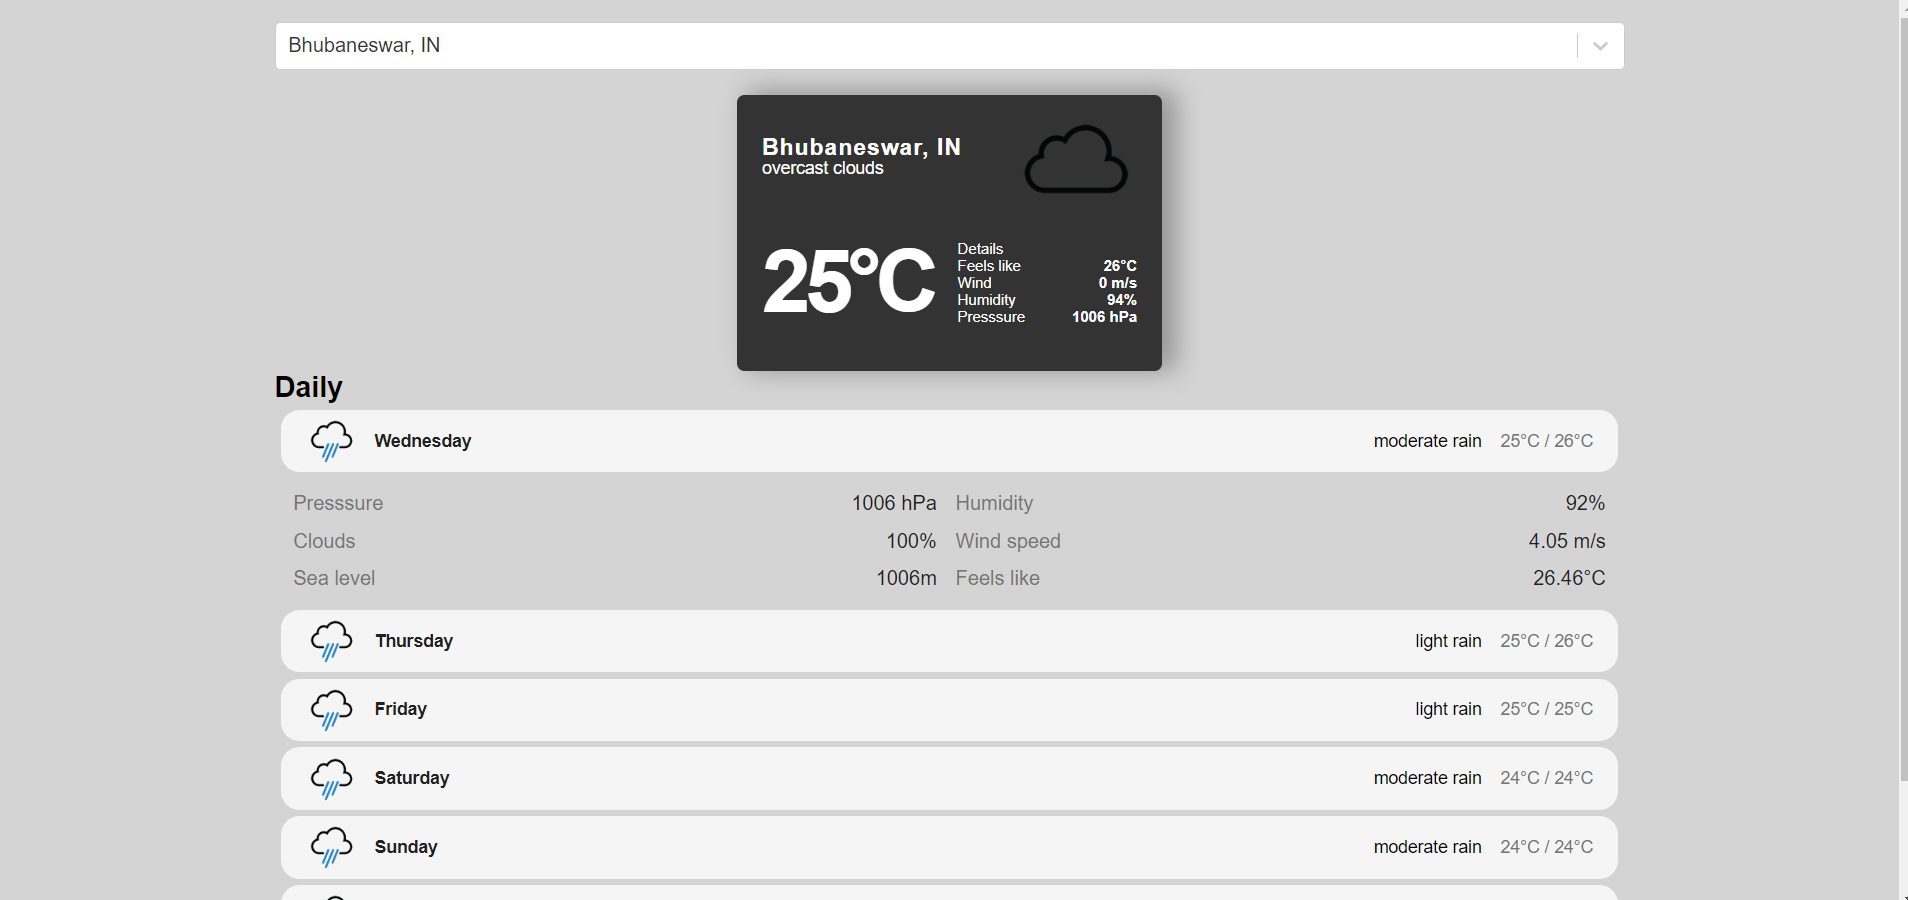 Bhubaneswar, IN
Bhubaneswar, IN
overcast clouds
25°C
Details
Feels like 26°C
Wind 0 m/s
Humidity 94%
Presssure 1006 hPa
Daily
Wednesday moderate rain 25°C / 26°C
Presssure 1006 hPa Humidity 92%
Clouds 100% Wind speed 4.05 m/s
Sea level 1006m Feels like 26.46°C
Thursday light rain 25°C / 26°C
Friday light rain 25°C / 25°C
Saturday moderate rain 24°C / 24°C
Sunday moderate rain 24°C / 24°C